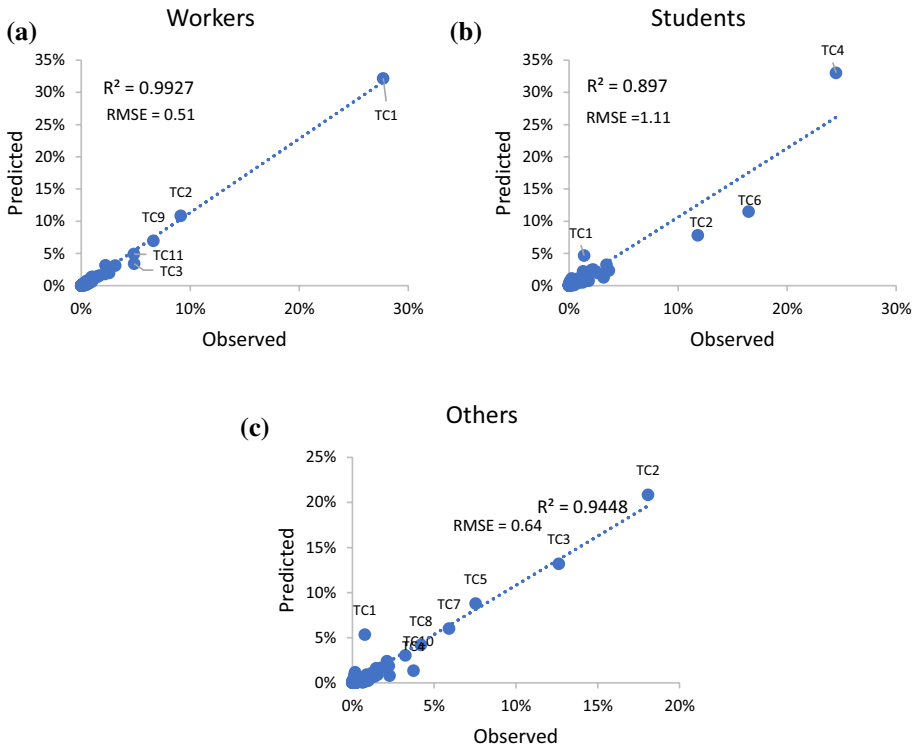 (a)
Workers
35%
30%
25%
20%
15%
10%
5%
0%
Predicted
R² = 0.9927
RMSE = 0.51
TC1
TC2
TC9
TC11
TC3
0%
10%
20%
30%
Observed
(b)
Students
35%
30%
25%
20%
15%
10%
5%
0%
Predicted
R² = 0.897
RMSE =1.11
TC4
TC6
TC2
TC1
0%
10%
20%
30%
Observed
(c)
Others
25%
20%
15%
10%
5%
0%
Predicted
TC2
R² = 0.9448
RMSE = 0.64
TC3
TC5
TC7
TC1
TC8
TC10
TC4
0%
5%
10%
15%
20%
Observed